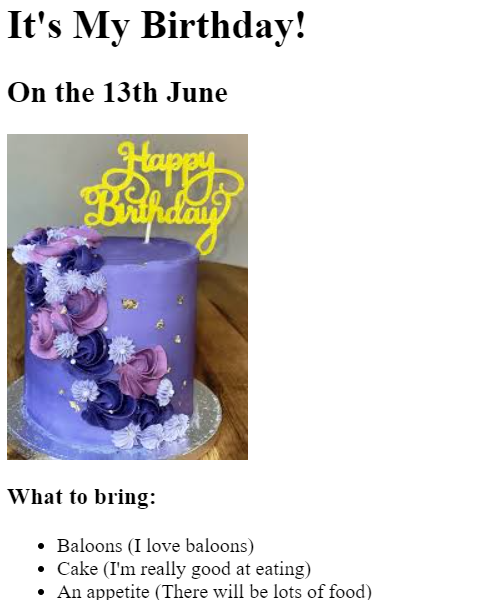 It's My Birthday!
On the 13th June
Happy
Birthday
What to bring:
Baloons (I love baloons)
Cake (I'm really good at eating)
An appetite (There will be lots of food)